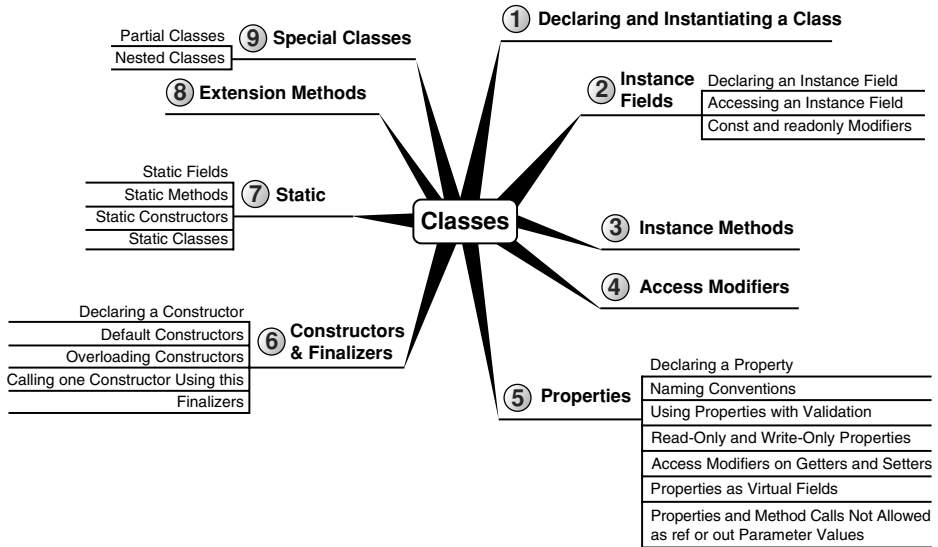 1 Declaring and Instantiating a Class
2 Instance
Fields
Declaring an Instance Field
Accessing an Instance Field
Const and readonly Modifiers
3 Instance Methods
4 Access Modifiers
5 Properties
Declaring a Property
Naming Conventions
Using Properties with Validation
Read-Only and Write-Only Properties
Access Modifiers on Getters and Setters
Properties as Virtual Fields
Properties and Method Calls Not Allowed
as ref or out Parameter Values
6 Constructors
& Finalizers
Declaring a Constructor
Default Constructors
Overloading Constructors
Calling one Constructor Using this
Finalizers
7 Static
Static Fields
Static Methods
Static Constructors
Static Classes
8 Extension Methods
9 Special Classes
Partial Classes
Nested Classes
Classes